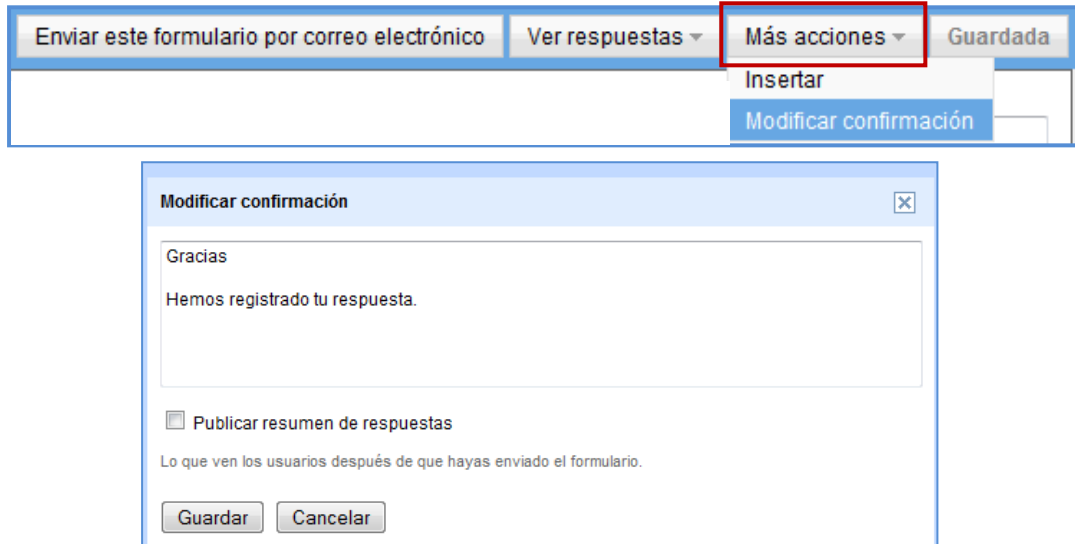 Enviar este formulario por correo electrónico Ver respuestas Más acciones Guardada
Insertar
Modificar confirmación
Modificar confirmación
Gracias
Hemos registrado tu respuesta.
Publicar resumen de respuestas
Lo que ven los usuarios después de que hayas enviado el formulario.
Guardar Cancelar